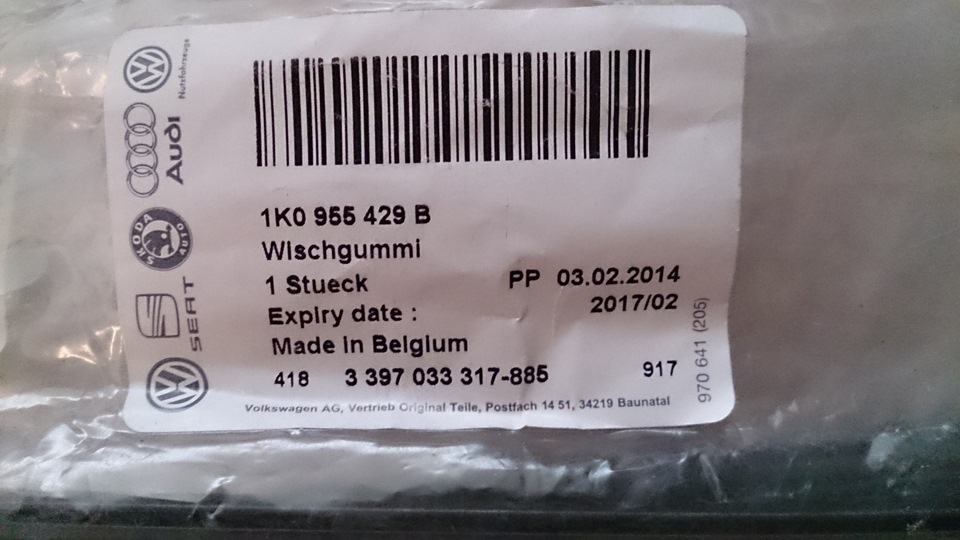 1K0 955 429 B
Wischgummi
1 Stueck
PP 03.02.2014
Expiry date :
2017/02
Made in Belgium
418 3 397 033 317-885 917
Volkswagen AG, Vertrieb Original Teile, Postfach 14 51, 34219 Baunatal
970 641 (205)
Nutzfahrzeuge
Audi
SKODA
AUTO
SEAT